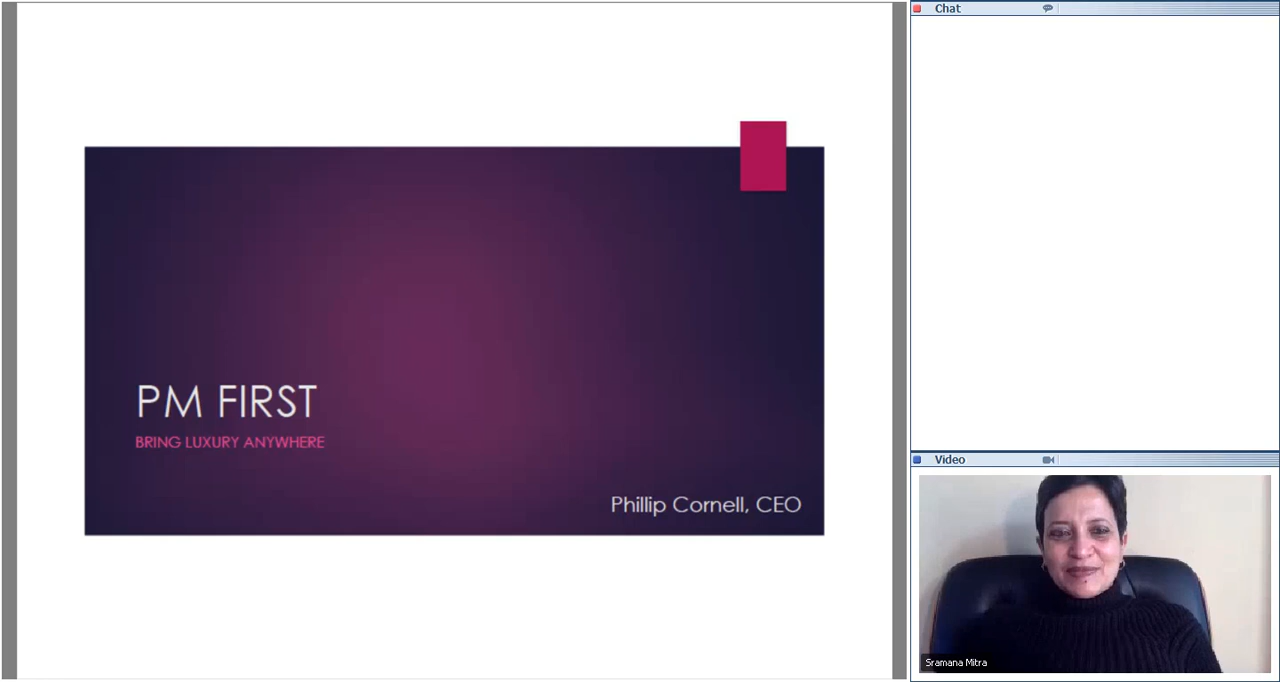 PM FIRST
BRING LUXURY ANYWHERE
Phillip Cornell, CEO
Chat
Video
Sramana Mitra